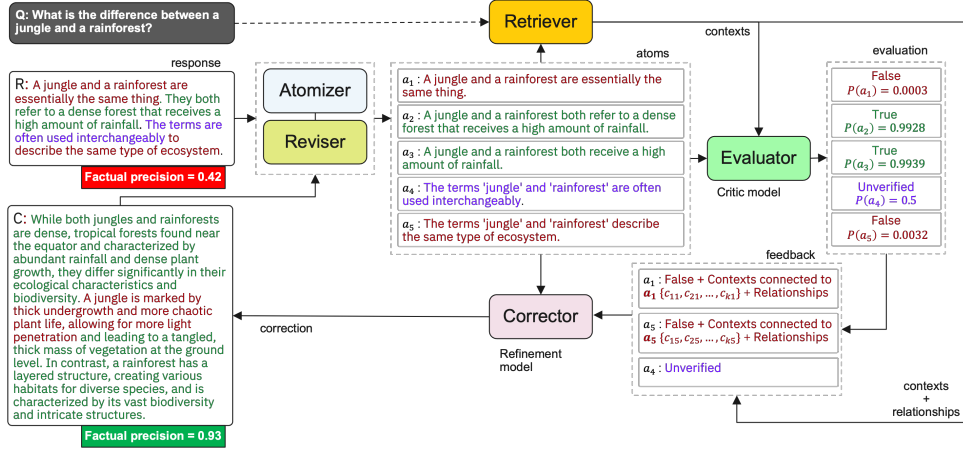 Q: What is the difference between a
jungle and a rainforest?
Retriever
contexts
response
R: A jungle and a rainforest are
essentially the same thing. They both
refer to a dense forest that receives a
high amount of rainfall. The terms are
often used interchangeably to
describe the same type of ecosystem.
Factual precision = 0.42
Atomizer
Reviser
atoms
a1 : A jungle and a rainforest are essentially the
same thing.
a2 : A jungle and a rainforest both refer to a dense
forest that receives a high amount of rainfall.
a3 : A jungle and a rainforest both receive a high
amount of rainfall.
a4 : The terms 'jungle' and 'rainforest' are often
used interchangeably.
a5 : The terms 'jungle' and 'rainforest' describe
the same type of ecosystem.
Evaluator
Critic model
evaluation
False
P(a1) = 0.0003
True
P(a2) = 0.9928
True
P(a3) = 0.9939
Unverified
P(a4) = 0.5
False
P(a5) = 0.0032
feedback
a1 : False + Contexts connected to
a1 {c11, c21, ..., ck1} + Relationships
a5 : False + Contexts connected to
a5 {c15, c25, ..., ck5} + Relationships
a4 : Unverified
contexts
+
relationships
Corrector
Refinement
model
correction
C: While both jungles and rainforests
are dense, tropical forests found near
the equator and characterized by
abundant rainfall and dense plant
growth, they differ significantly in their
ecological characteristics and
biodiversity. A jungle is marked by
thick undergrowth and more chaotic
plant life, allowing for more light
penetration and leading to a tangled,
thick mass of vegetation at the ground
level. In contrast, a rainforest has a
layered structure, creating various
habitats for diverse species, and is
characterized by its vast biodiversity
and intricate structures.
Factual precision = 0.93